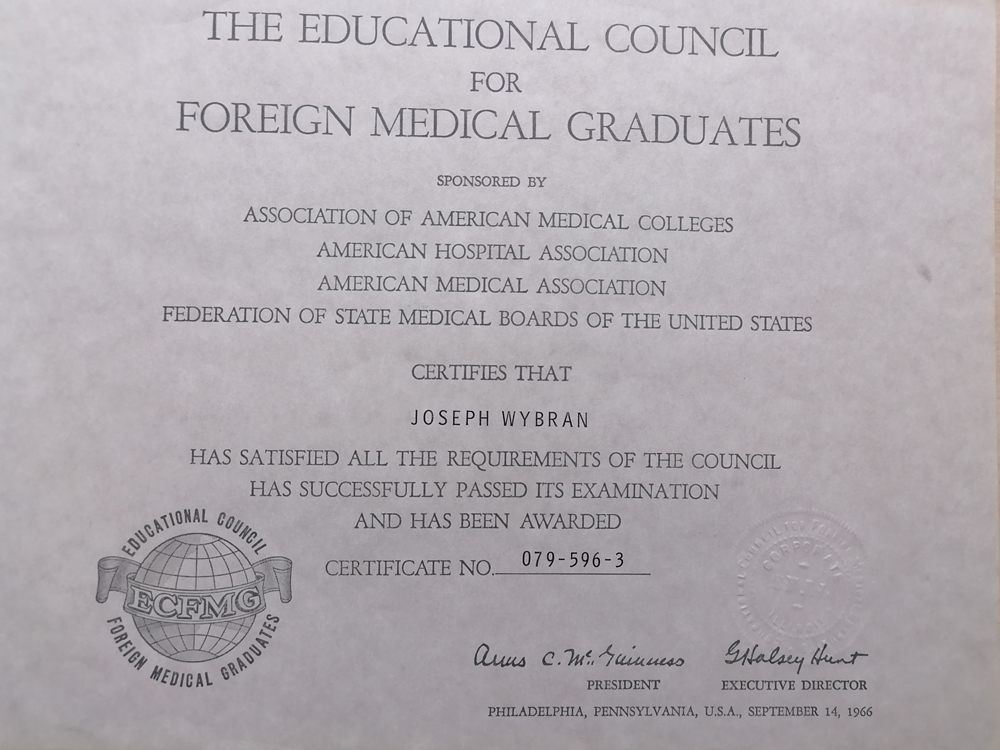 THE EDUCATIONAL COUNCIL
FOR
FOREIGN MEDICAL GRADUATES
SPONSORED BY
ASSOCIATION OF AMERICAN MEDICAL COLLEGES
AMERICAN HOSPITAL ASSOCIATION
AMERICAN MEDICAL ASSOCIATION
FEDERATION OF STATE MEDICAL BOARDS OF THE UNITED STATES
CERTIFIES THAT
JOSEPH WYBRAN
HAS SATISFIED ALL THE REQUIREMENTS OF THE COUNCIL
HAS SUCCESSFULLY PASSED ITS EXAMINATION
AND HAS BEEN AWARDED
CERTIFICATE NO. 079-596-3
EDUCATIONAL COUNCIL
ECFMG
FOREIGN MEDICAL GRADUATES
C. McGuinness
G Halsey Hunt
PRESIDENT
EXECUTIVE DIRECTOR
PHILADELPHIA, PENNSYLVANIA, U.S.A., SEPTEMBER 14, 1966